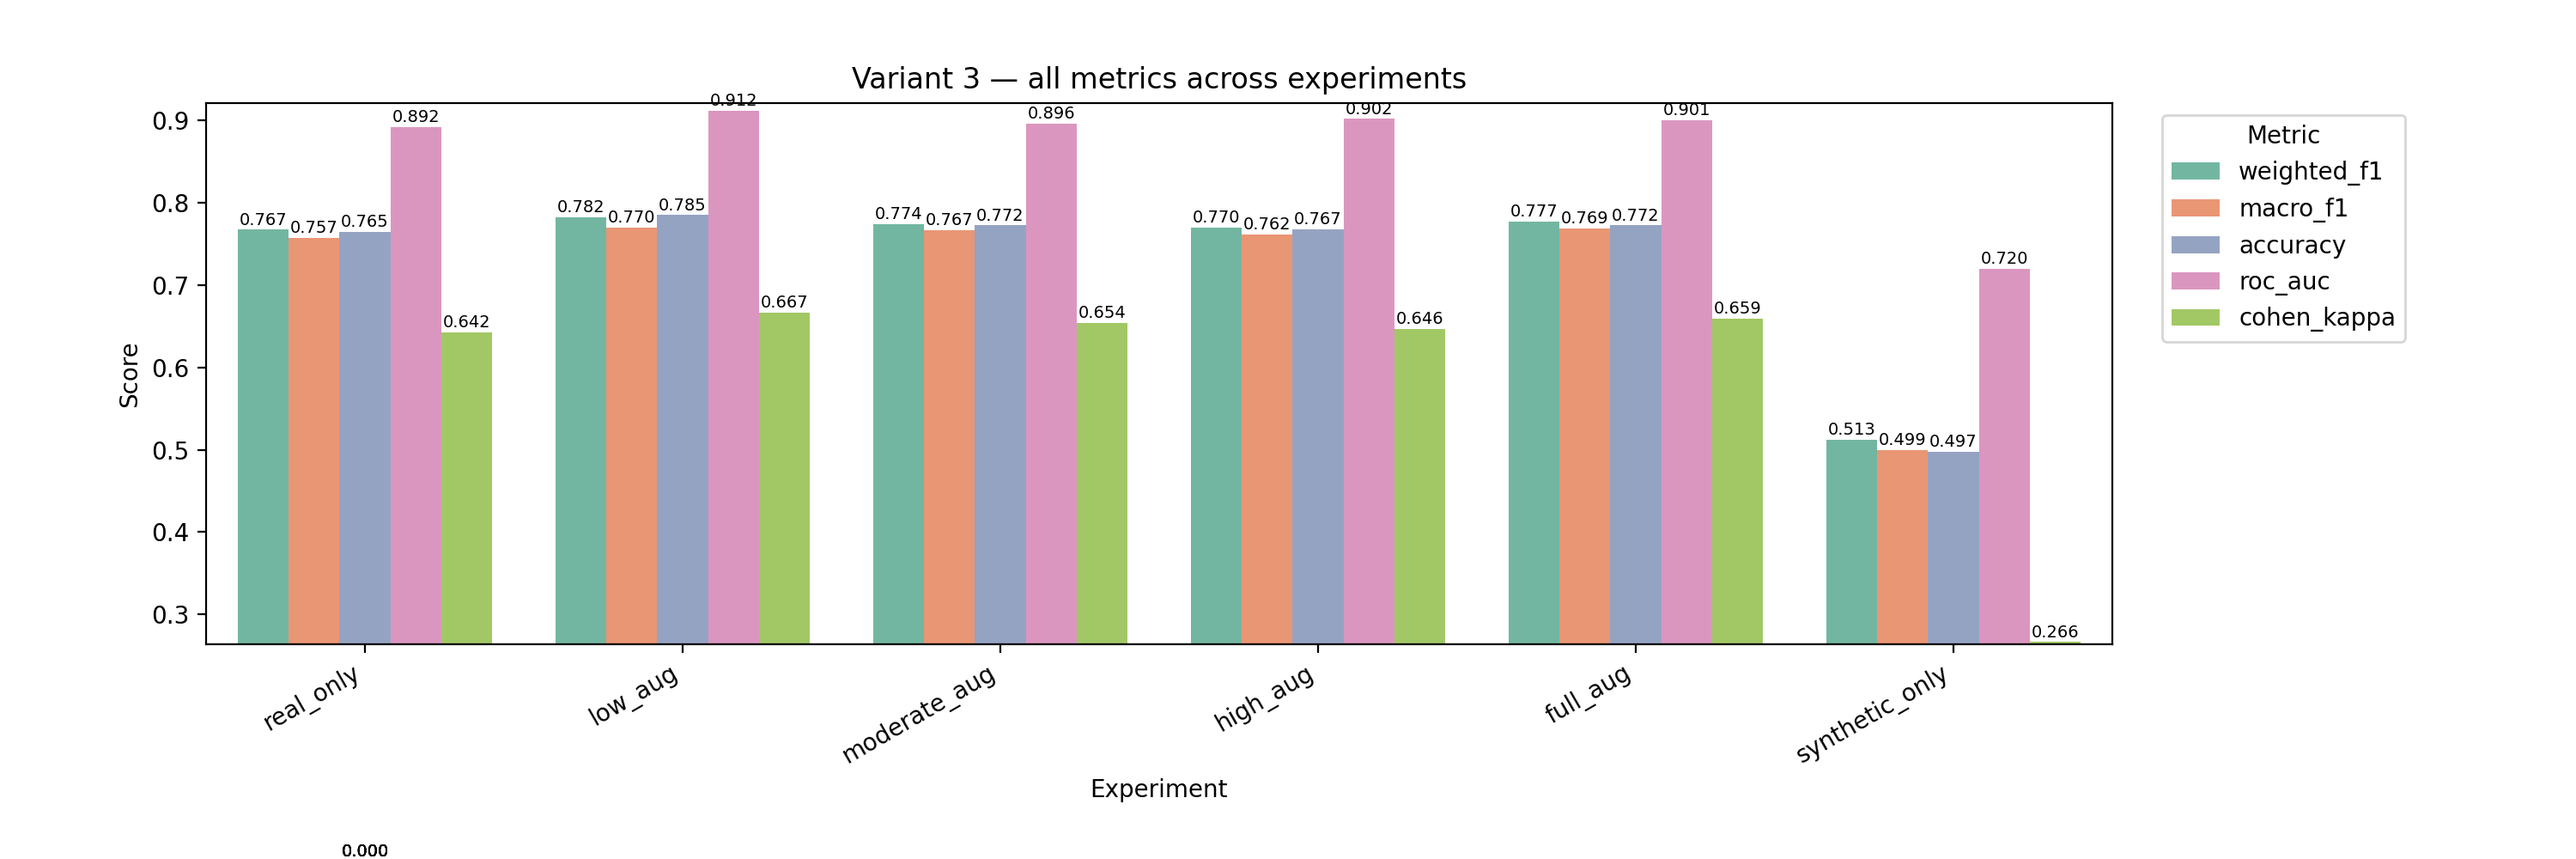 Variant 3 — all metrics across experiments
Score
0.9
0.8
0.7
0.6
0.5
0.4
0.3
0.767 0.757 0.765 0.892 0.642
0.782 0.770 0.785 0.912 0.667
0.774 0.767 0.772 0.896 0.654
0.770 0.762 0.767 0.902 0.646
0.777 0.769 0.772 0.901 0.659
0.513 0.499 0.497 0.720 0.266
real_only
low_aug
moderate_aug
high_aug
full_aug
synthetic_only
Experiment
0.000
Metric
weighted_f1
macro_f1
accuracy
roc_auc
cohen_kappa